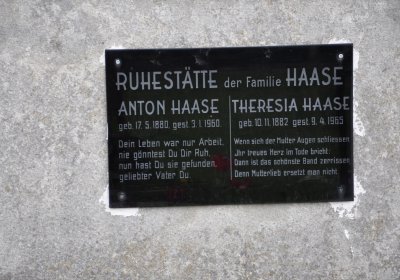 RUHESTÄTTE der Familie HAASE
ANTON HAASE
geb. 17. 5. 1880. gest. 3. 1. 1960.
Dein Leben war nur Arbeit,
nie gönntest Du Dir Ruh,
nun hast Du sie gefunden,
geliebter Vater Du.
THERESIA HAASE
geb. 10. 11. 1882 gest. 9. 4. 1965
Wenn sich der Mutter Augen schliessen
Jhr treues Herz im Tode bricht.
Dann ist das schönste Band zerrissen
Denn Mutterlieb ersetzt man nicht.